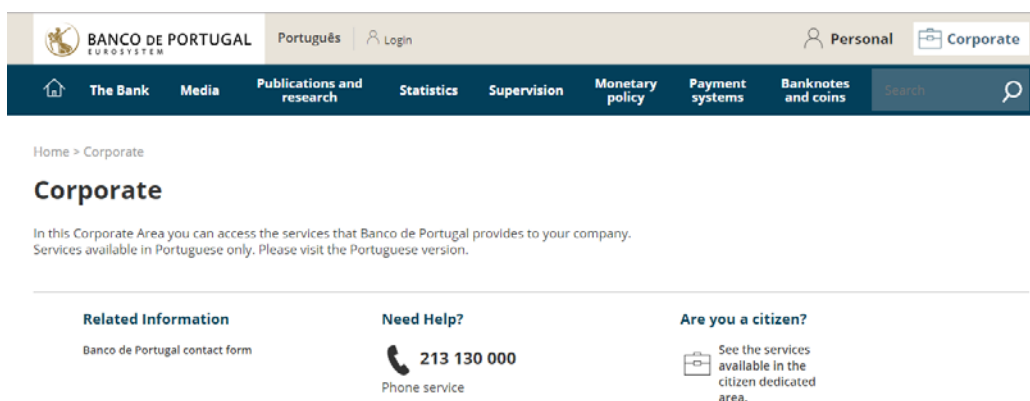 BANCO DE PORTUGAL
EUROSYSTEM
Português
Login
Personal
Corporate
The Bank
Media
Publications and
research
Statistics
Supervision
Monetary
policy
Payment
systems
Banknotes
and coins
Search
Home > Corporate
Corporate
In this Corporate Area you can access the services that Banco de Portugal provides to your company.
Services available in Portuguese only. Please visit the Portuguese version.
Related Information
Banco de Portugal contact form
Need Help?
213 130 000
Phone service
Are you a citizen?
See the services
available in the
citizen dedicated
area.